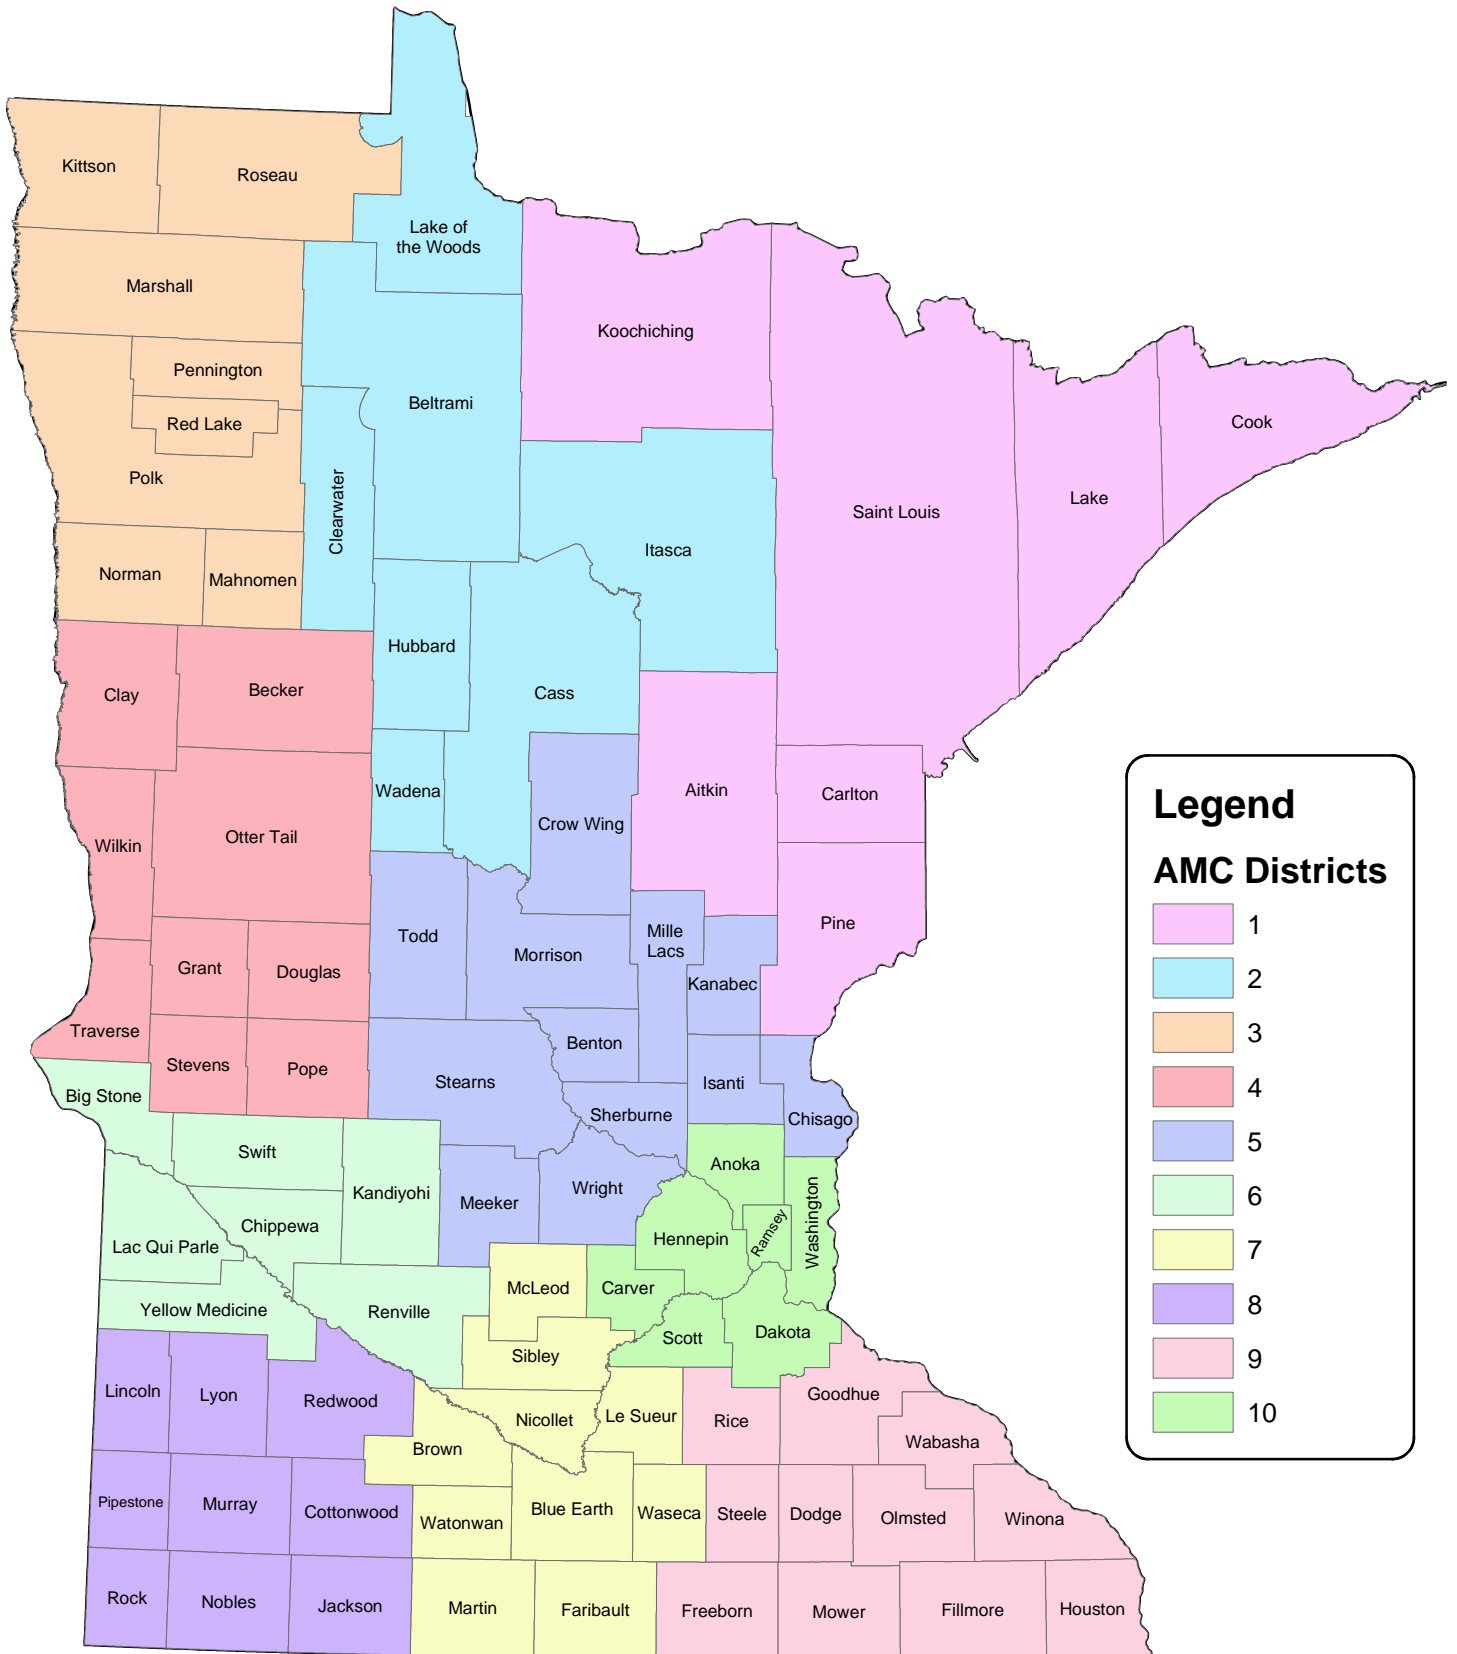 Kittson
Roseau
Lake of
the Woods
Marshall
Koochiching
Pennington
Beltrami
Red Lake
Cook
Polk
Clearwater
Lake
Saint Louis
Itasca
Norman
Mahnomen
Hubbard
Clay
Becker
Cass
Wadena
Aitkin
Carlton
Crow Wing
Otter Tail
Wilkin
Pine
Todd
Mille
Lacs
Morrison
Grant
Douglas
Kanabec
Traverse
Benton
Stevens
Pope
Stearns
Isanti
Big Stone
Sherburne
Chisago
Swift
Anoka
Kandiyohi
Meeker
Wright
Washington
Chippewa
Ramsey
Hennepin
Lac Qui Parle
McLeod
Carver
Yellow Medicine
Renville
Dakota
Scott
Sibley
Lincoln
Lyon
Redwood
Goodhue
Nicollet
Le Sueur
Rice
Brown
Wabasha
Pipestone
Murray
Cottonwood
Blue Earth
Watonwan
Waseca
Steele
Dodge
Olmsted
Winona
Rock
Nobles
Jackson
Martin
Faribault
Freeborn
Mower
Fillmore
Houston
Legend
AMC Districts
1
2
3
4
5
6
7
8
9
10